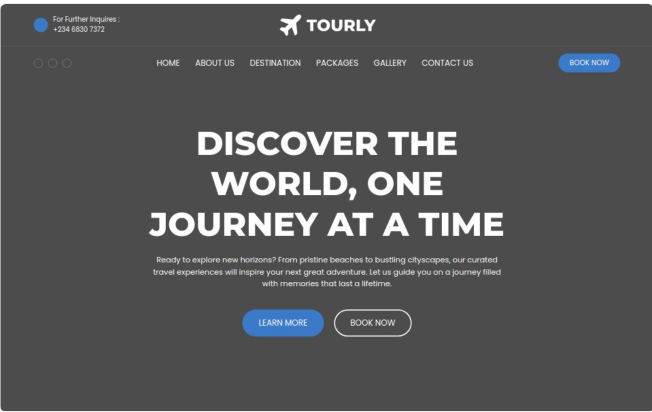 For Further Inquires :
+234 6830 7372
TOURLY
HOME ABOUT US DESTINATION PACKAGES GALLERY CONTACT US
BOOK NOW
DISCOVER THE
WORLD, ONE
JOURNEY AT A TIME
Ready to explore new horizons? From pristine beaches to bustling cityscapes, our curated
travel experiences will inspire your next great adventure. Let us guide you on a journey filled
with memories that last a lifetime.
LEARN MORE
BOOK NOW